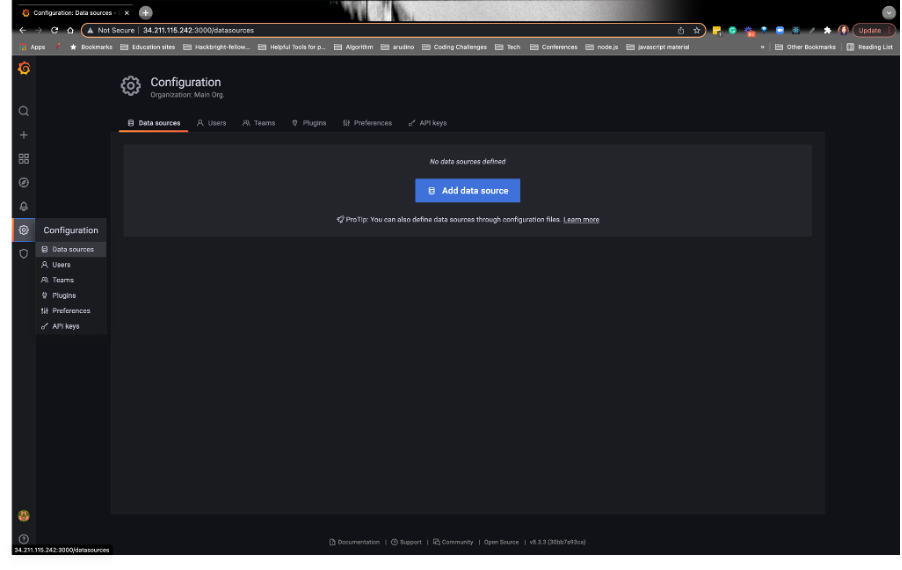 Configuration: Data sources -
Not Secure | 34.211.115.242:3000/datasources
Update
Apps Bookmarks Education sites Hackbright-fellow... Helpful Tools for p... Algorithm arudino Coding Challenges Tech Conferences node.js javascript material » Other Bookmarks Reading List
Configuration
Organization: Main Org.
Data sources Users Teams Plugins Preferences API keys
No data sources defined
Add data source
ProTip: You can also define data sources through configuration files. Learn more
Configuration
Data sources
Users
Teams
Plugins
Preferences
API keys
Documentation | Support | Community | Open Source | v8.3.3 (30bb7a93ca)
34.211.115.242:3000/datasources